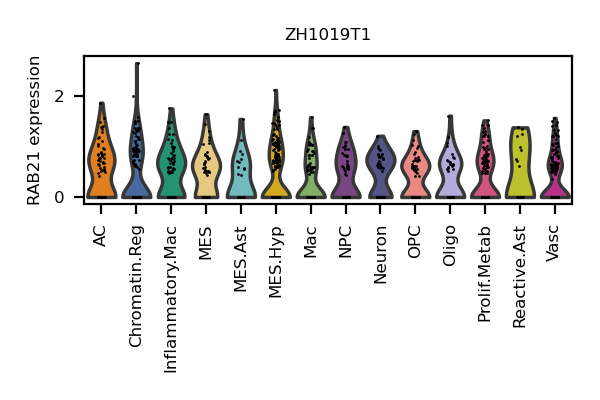 ZH1019T1
RAB21 expression
2
0
AC
Chromatin.Reg
Inflammatory.Mac
MES
MES.Ast
MES.Hyp
Mac
NPC
Neuron
OPC
Oligo
Prolif.Metab
Reactive.Ast
Vasc